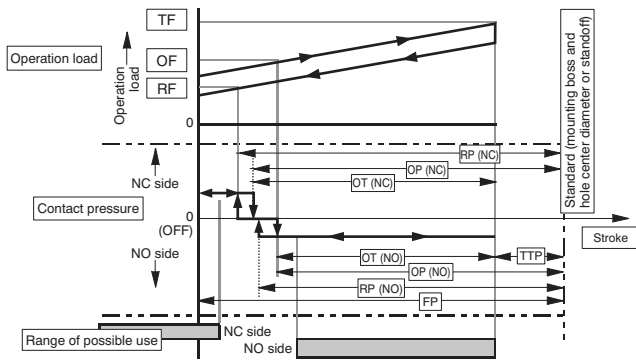 TF
Operation load
OF
RF
Operation
load
0
Standard (mounting boss and
hole center diameter or standoff)
RP (NC)
OP (NC)
OT (NC)
NC side
Contact pressure
0
(OFF)
Stroke
NO side
OT (NO)
TTP
OP (NO)
RP (NO)
FP
Range of possible use
NC side
NO side